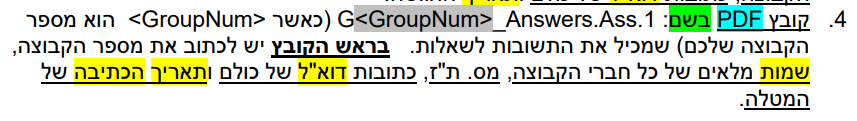 4. קובץ PDF בשם: G<GroupNum>_Answers.Ass.1 (כאשר <GroupNum> הוא מספר
הקבוצה שלכם) שמכיל את התשובות לשאלות. בראש הקובץ יש לכתוב את מספר הקבוצה,
שמות מלאים של כל חברי הקבוצה, מס. ת"ז, כתובות דוא"ל של כולם ותאריך הכתיבה של
המטלה.